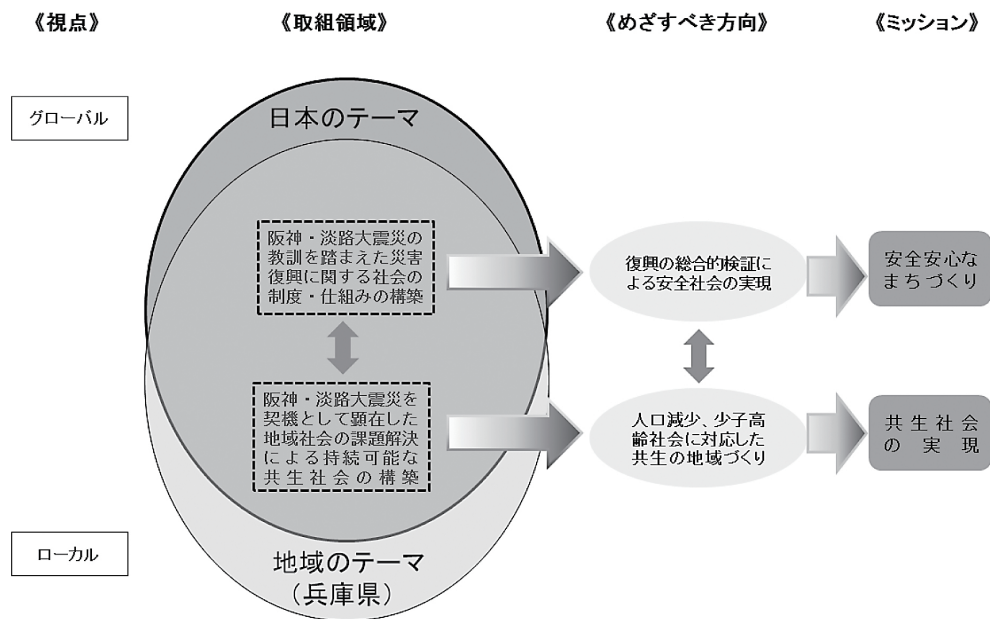 《視点》
《取組領域》
《めざすべき方向》
《ミッション》
グローバル
日本のテーマ
阪神・淡路大震災の
教訓を踏まえた災害
復興に関する社会の
制度・仕組みの構築
復興の総合的検証に
よる安全社会の実現
安全安心な
まちづくり
阪神・淡路大震災を
契機として顕在した
地域社会の課題解決
による持続可能な
共生社会の構築
人口減少、少子高
齢社会に対応した
共生の地域づくり
共生社会
の実現
ローカル
地域のテーマ
（兵庫県）